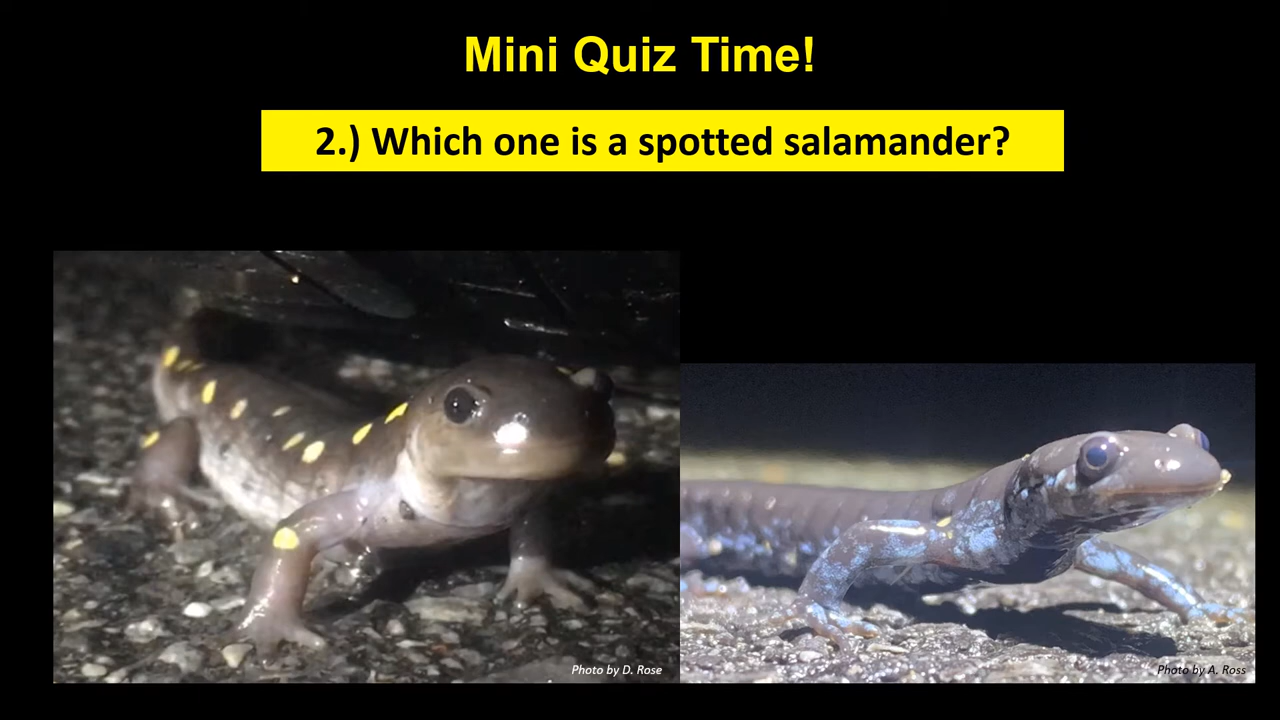 Mini Quiz Time!
2.) Which one is a spotted salamander?
Photo by D. Rose
Photo by A. Ross